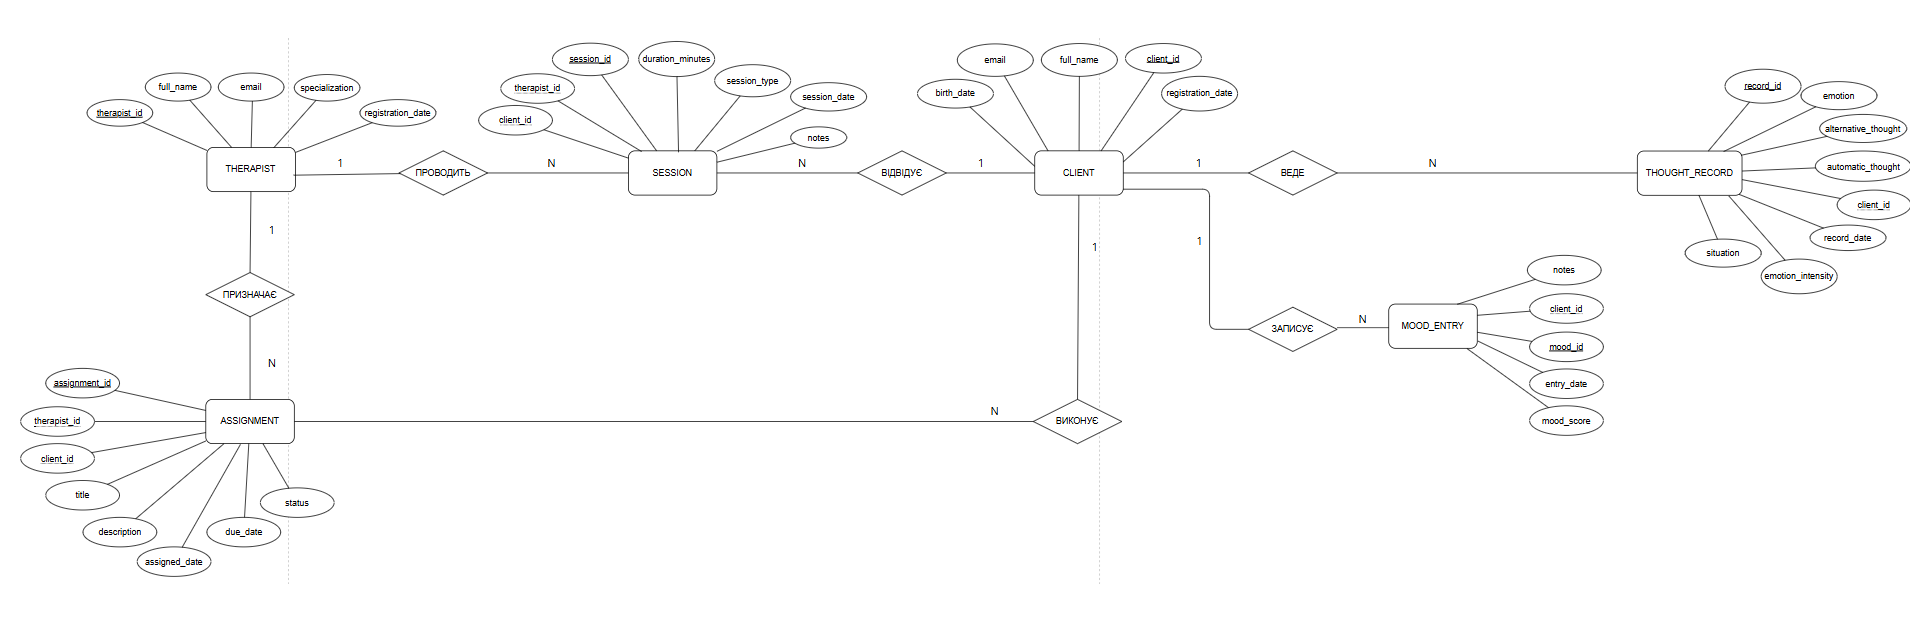 session_id
duration_minutes
email
full_name
client_id
full_name
email
specialization
therapist_id
session_type
session_date
birth_date
registration_date
record_id
emotion
therapist_id
registration_date
client_id
notes
alternative_thought
automatic_thought
THERAPIST
1
ПРОВОДИТЬ
N
SESSION
N
ВІДВІДУЄ
1
CLIENT
1
ВЕДЕ
N
THOUGHT_RECORD
client_id
record_date
situation
emotion_intensity
1
1
1
ПРИЗНАЧАЄ
notes
client_id
ЗАПИСУЄ
N
MOOD_ENTRY
mood_id
entry_date
mood_score
N
assignment_id
therapist_id
ASSIGNMENT
N
ВИКОНУЄ
client_id
title
status
description
due_date
assigned_date